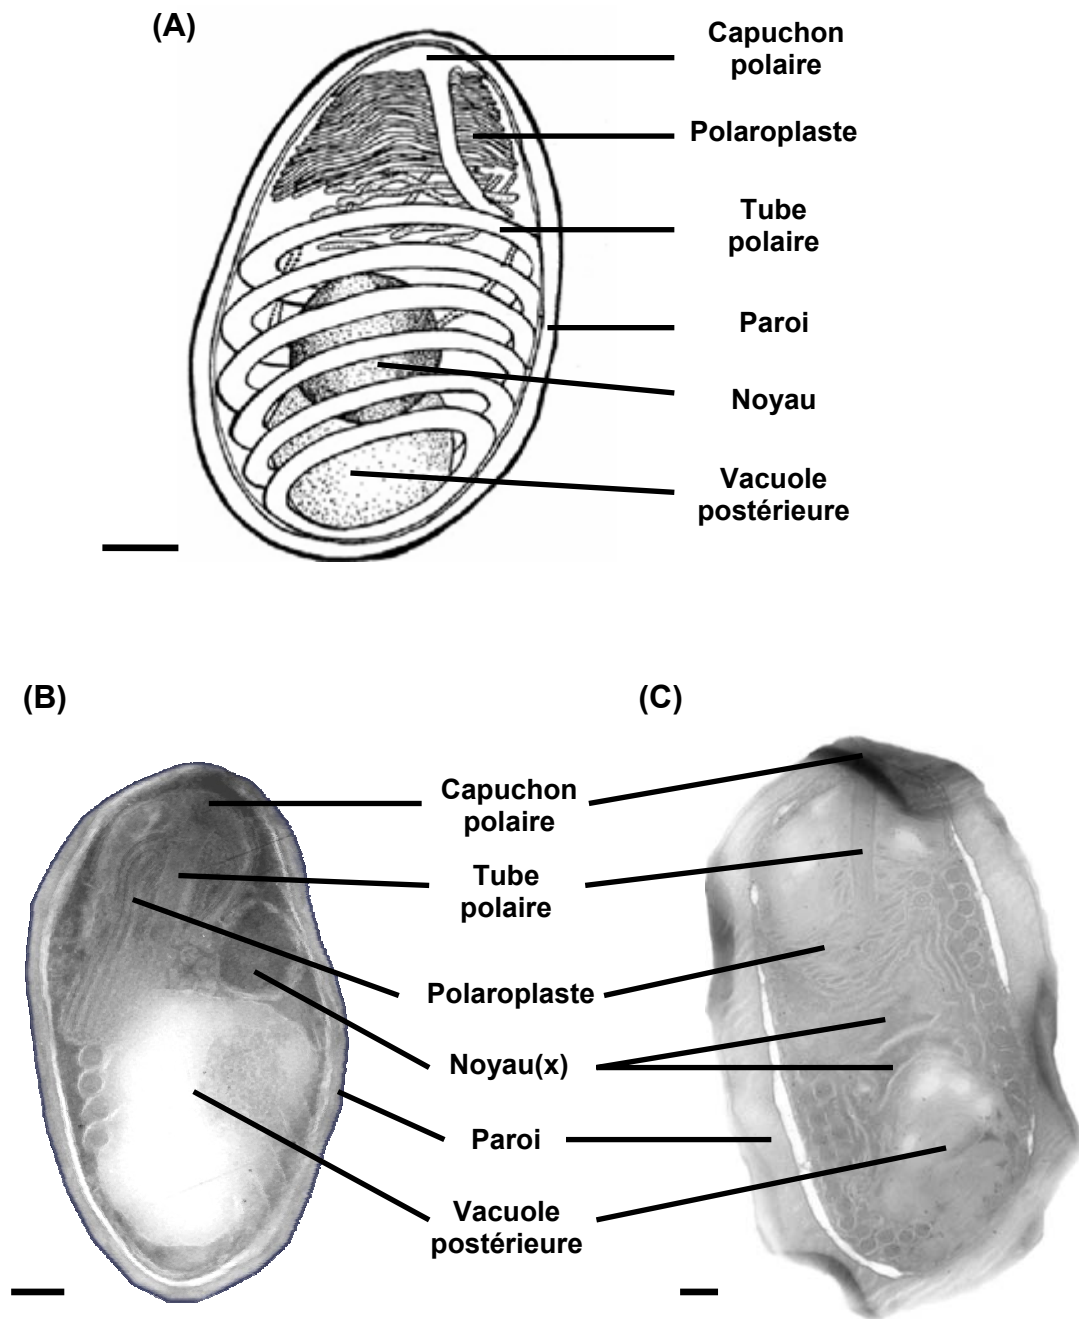 (A)
Capuchon
polaire
Polaroplaste
Tube
polaire
Paroi
Noyau
Vacuole
postérieure
(B)
(C)
Capuchon
polaire
Tube
polaire
Polaroplaste
Noyau(x)
Paroi
Vacuole
postérieure